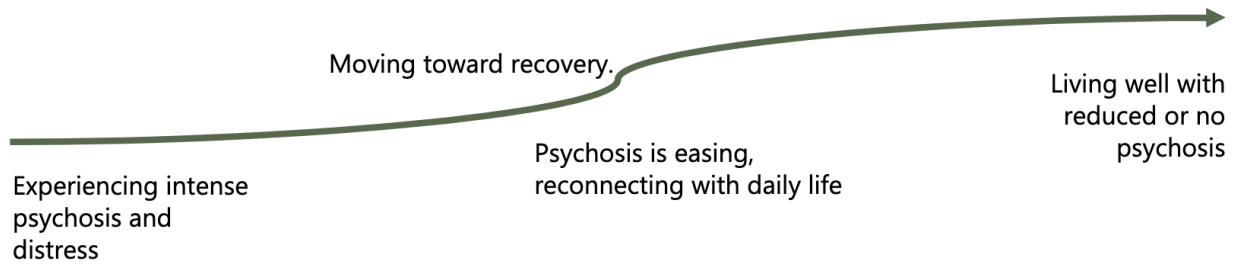 Moving toward recovery.
Living well with
reduced or no
psychosis
Psychosis is easing,
reconnecting with daily life
Experiencing intense
psychosis and
distress